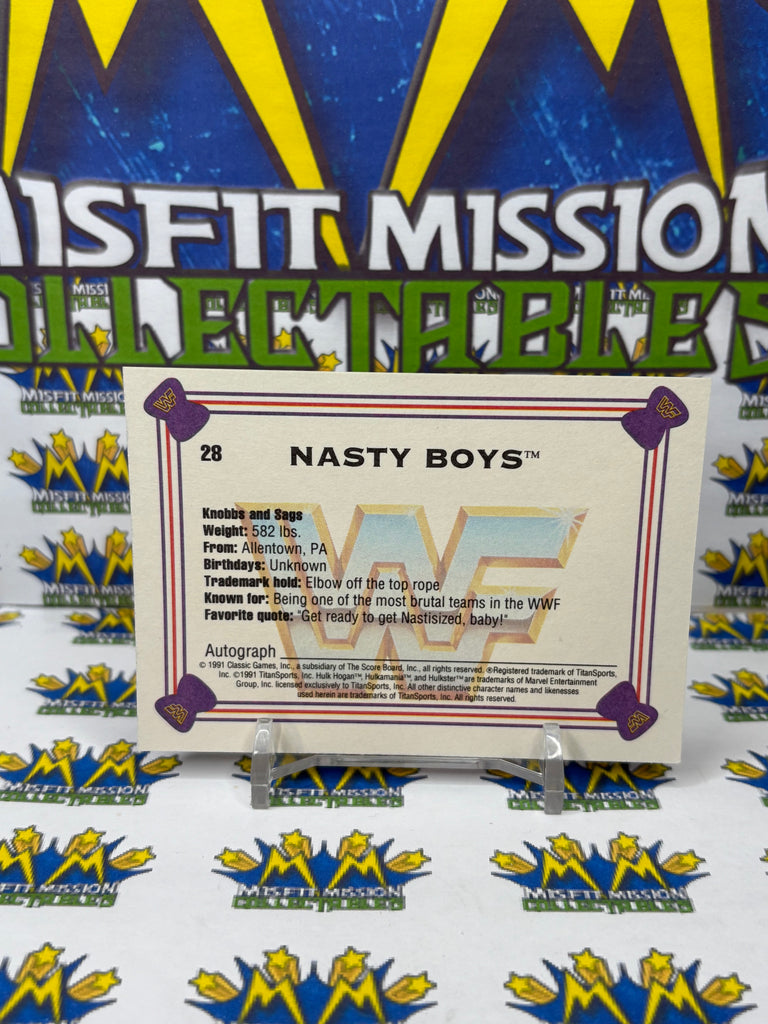 MISFIT MISSION
COLLECTABLES
28
NASTY BOYS™
Knobbs and Sags
Weight: 582 lbs.
From: Allentown, PA
Birthdays: Unknown
Trademark hold: Elbow off the top rope
Known for: Being one of the most brutal teams in the WWF
Favorite quote: "Get ready to get Nastisized, baby!"
Autograph
© 1991 Classic Games, Inc., a subsidiary of The Score Board, Inc., all rights reserved. ®Registered trademark of TitanSports,
Inc. ©1991 TitanSports, Inc. Hulk Hogan™, Hulkamania™, and Hulkster™ are trademarks of Marvel Entertainment
Group, Inc. licensed exclusively to TitanSports, Inc. All other distinctive character names and likenesses
used herein are trademarks of TitanSports, Inc. All rights reserved.
WF
MISFIT MISSION
COLLECTABLES